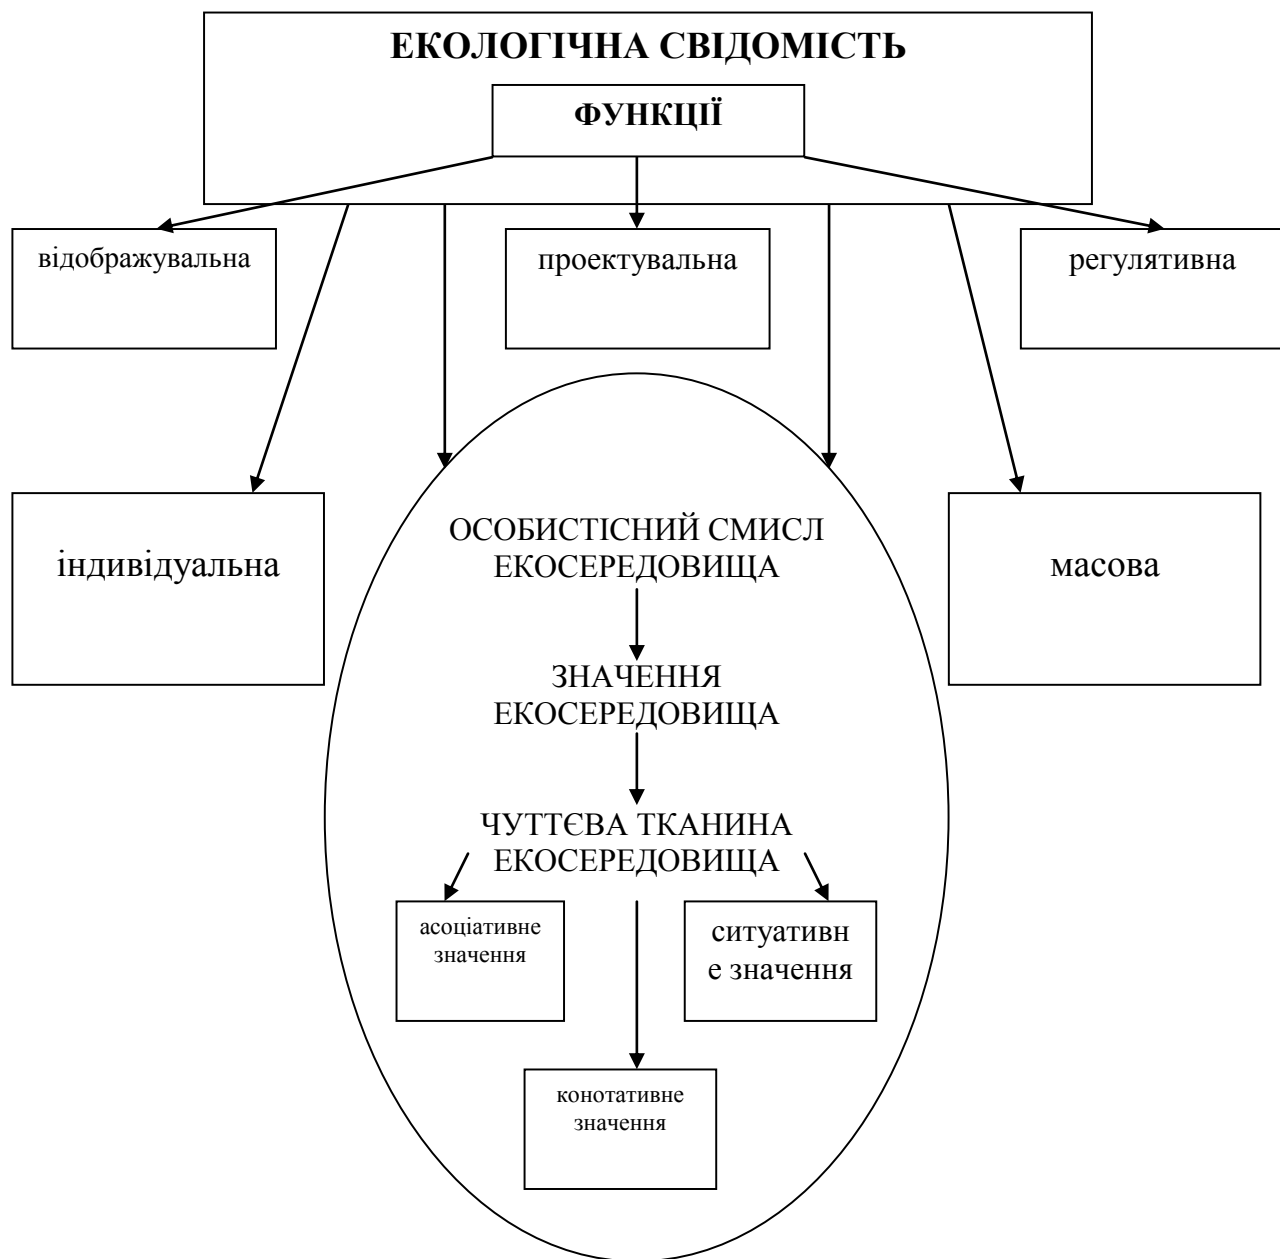 ЕКОЛОГІЧНА СВІДОМІСТЬ
ФУНКЦІЇ
відображувальна
проектувальна
регулятивна
індивідуальна
масова
ОСОБИСТІСНИЙ СМИСЛ
ЕКОСЕРЕДОВИЩА
ЗНАЧЕННЯ
ЕКОСЕРЕДОВИЩА
ЧУТТЄВА ТКАНИНА
ЕКОСЕРЕДОВИЩА
асоціативне
значення
ситуативн
е значення
конотативне
значення